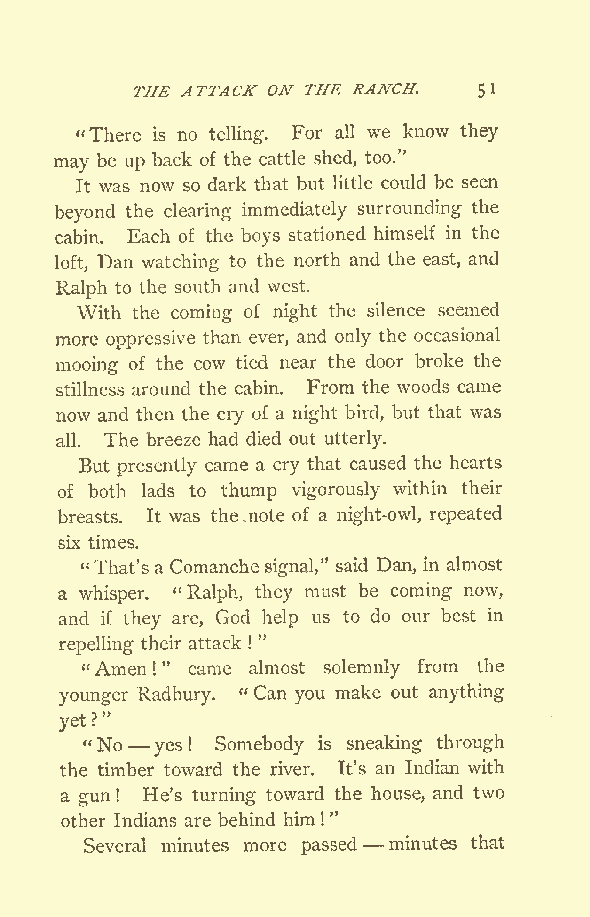 THE ATTACK ON THE RANCH. 51
"There is no telling. For all we know they
may be up back of the cattle shed, too."
It was now so dark that but little could be seen
beyond the clearing immediately surrounding the
cabin. Each of the boys stationed himself in the
loft, Dan watching to the north and the east, and
Ralph to the south and west.
With the coming of night the silence seemed
more oppressive than ever, and only the occasional
mooing of the cow tied near the door broke the
stillness around the cabin. From the woods came
now and then the cry of a night bird, but that was
all. The breeze had died out utterly.
But presently came a cry that caused the hearts
of both lads to thump vigorously within their
breasts. It was the note of a night-owl, repeated
six times.
"That's a Comanche signal," said Dan, in almost
a whisper. "Ralph, they must be coming now,
and if they are, God help us to do our best in
repelling their attack!"
"Amen!" came almost solemnly from the
younger Radbury. "Can you make out anything
yet?"
"No — yes! Somebody is sneaking through
the timber toward the river. It's an Indian with
a gun! He's turning toward the house, and two
other Indians are behind him!"
Several minutes more passed — minutes that